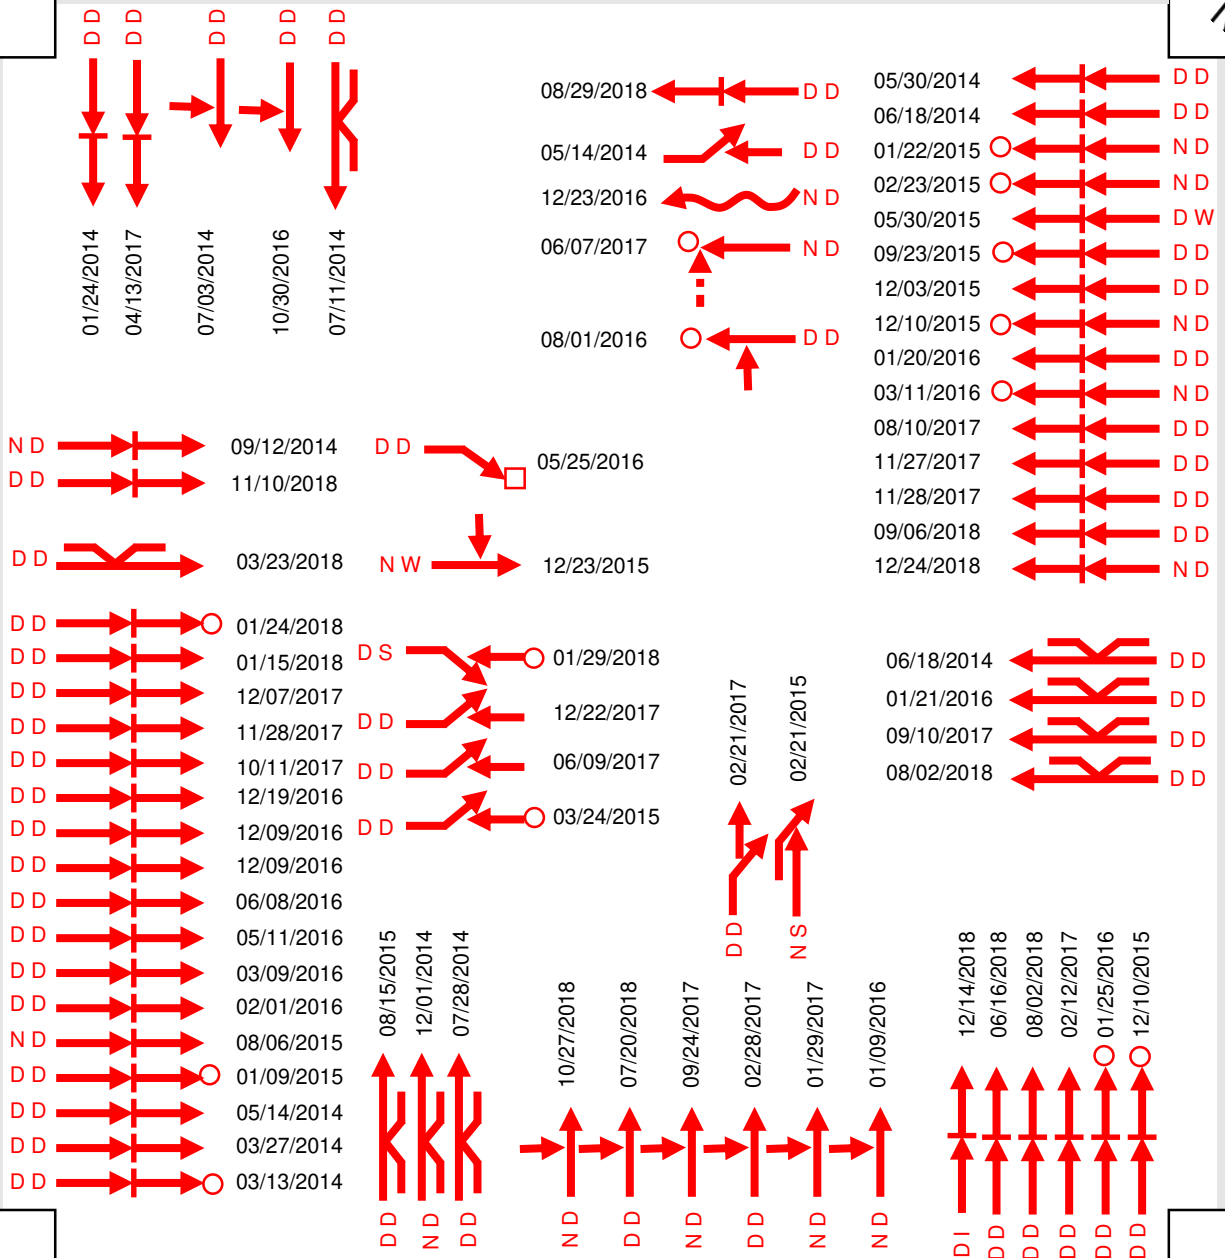 D D
D D
D D
D D
D D
01/24/2014
04/13/2017
07/03/2014
10/30/2016
07/11/2014
08/29/2018 D D
05/14/2014 D D
12/23/2016 N D
06/07/2017 N D
08/01/2016 D D
05/30/2014 D D
06/18/2014 D D
01/22/2015 N D
02/23/2015 N D
05/30/2015 D W
09/23/2015 D D
12/03/2015 D D
12/10/2015 N D
01/20/2016 D D
03/11/2016 N D
08/10/2017 D D
11/27/2017 D D
11/28/2017 D D
09/06/2018 D D
12/24/2018 N D
N D 09/12/2014
D D 11/10/2018
D D 03/23/2018
D D 05/25/2016
N W 12/23/2015
D D 01/24/2018
D D 01/15/2018
D D 12/07/2017
D D 11/28/2017
D D 10/11/2017
D D 12/19/2016
D D 12/09/2016
D D 12/09/2016
D D 06/08/2016
D D 05/11/2016
D D 03/09/2016
D D 02/01/2016
N D 08/06/2015
D D 01/09/2015
D D 05/14/2014
D D 03/27/2014
D D 03/13/2014
D S 01/29/2018
D D 12/22/2017
D D 06/09/2017
D D 03/24/2015
02/21/2017
02/21/2015
D D
N S
06/18/2014 D D
01/21/2016 D D
09/10/2017 D D
08/02/2018 D D
08/15/2015
12/01/2014
07/28/2014
D D
N D
D D
10/27/2018
07/20/2018
09/24/2017
02/28/2017
01/29/2017
01/09/2016
N D
D D
N D
D D
N D
N D
12/14/2018
06/16/2018
08/02/2018
02/12/2017
01/25/2016
12/10/2015
D I
D D
D D
D D
D D
D D